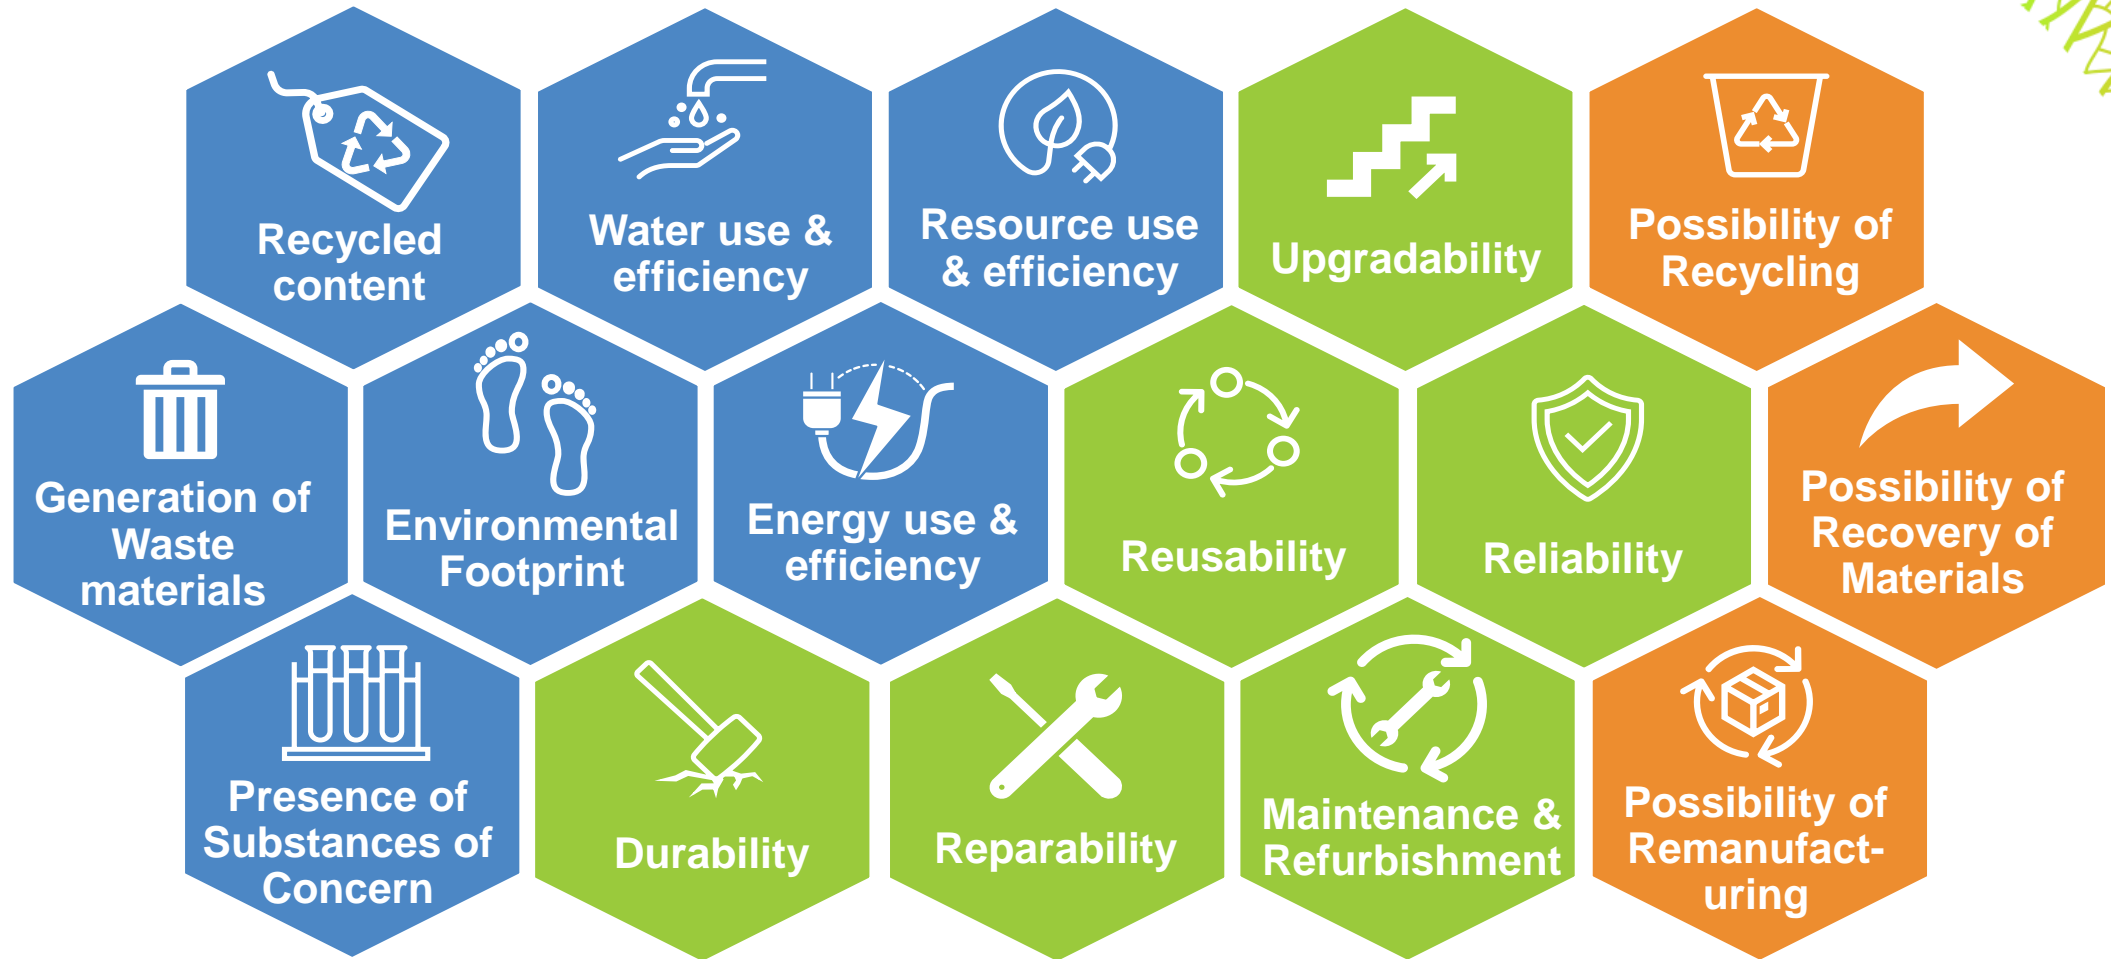 Recycled
content
Water use &
efficiency
Resource use
& efficiency
Upgradability
Possibility of
Recycling
Generation of
Waste
materials
Environmental
Footprint
Energy use &
efficiency
Reusability
Reliability
Possibility of
Recovery of
Materials
Presence of
Substances of
Concern
Durability
Reparability
Maintenance &
Refurbishment
Possibility of
Remanufact-
uring